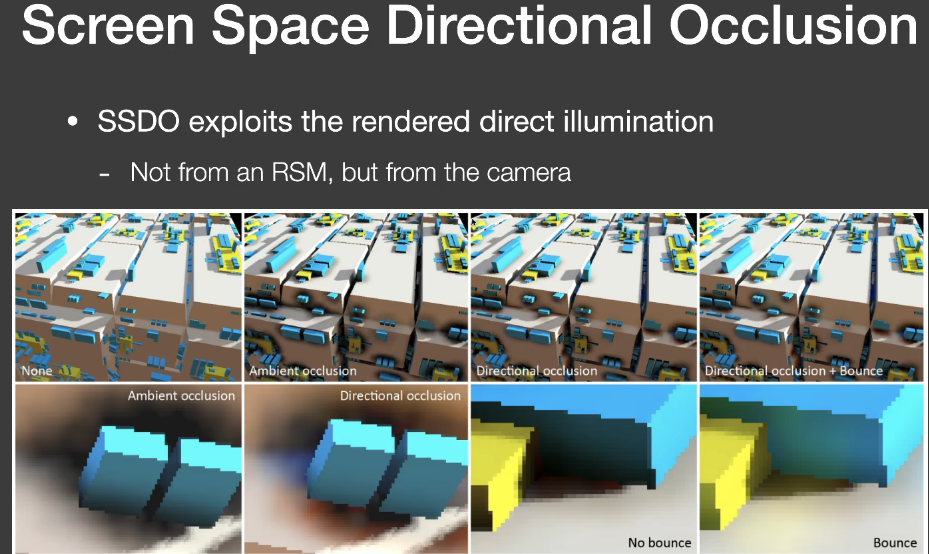 Screen Space Directional Occlusion
• SSDO exploits the rendered direct illumination
- Not from an RSM, but from the camera
None
Ambient occlusion
Directional occlusion
Directional occlusion + Bounce
Ambient occlusion
Directional occlusion
No bounce
Bounce